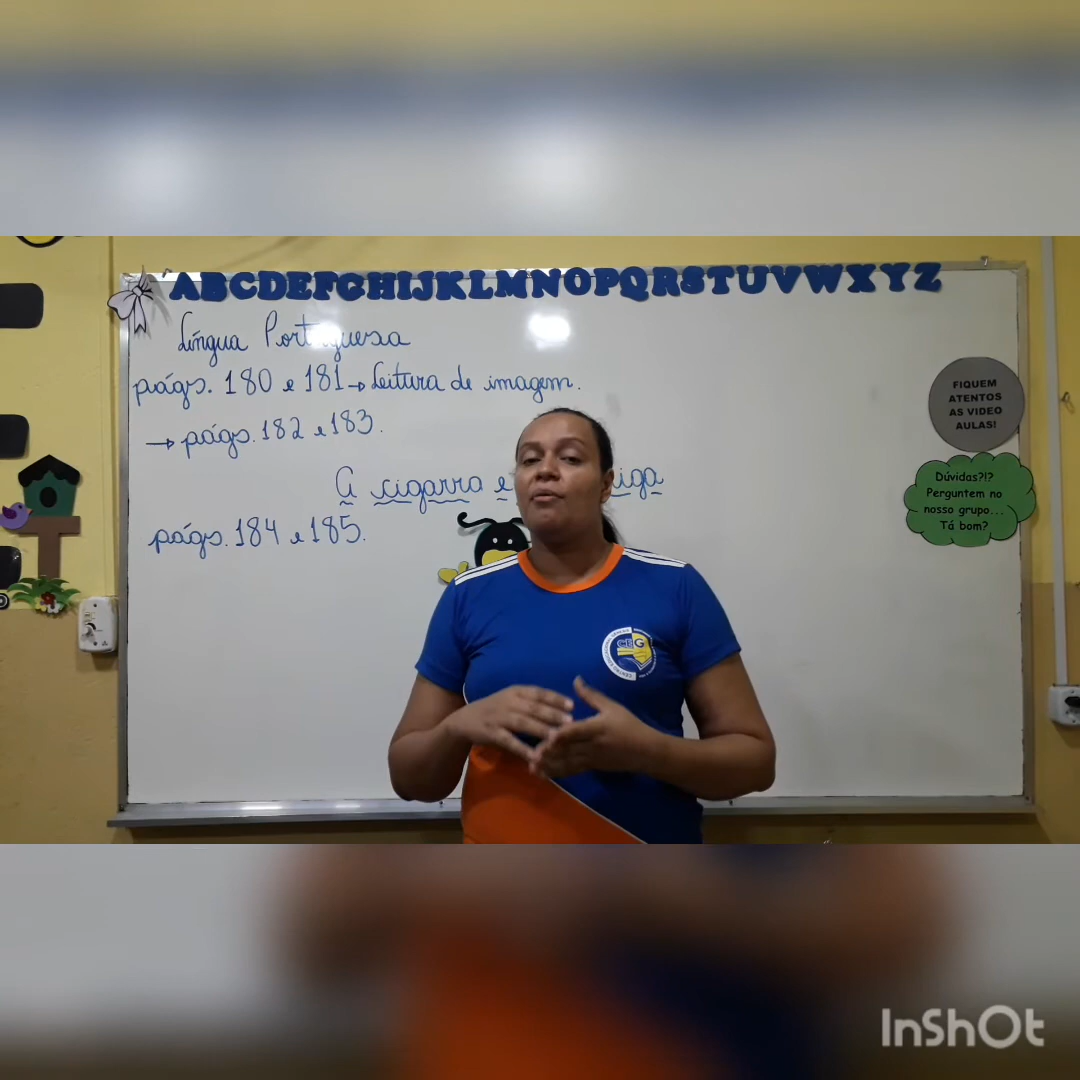 ABCDEFGHIJKLMNOPQRSTUVWXYZ
Língua Portuguesa
págs. 180 e 181 → Leitura de imagem.
→ págs. 182 e 183.
A cigarra e
págs. 184 e 185.
FIQUEM
ATENTOS
AS VIDEO
AULAS!
Dúvidas?!?
Perguntem no
nosso grupo...
Tá bom?
CEG
InShOt